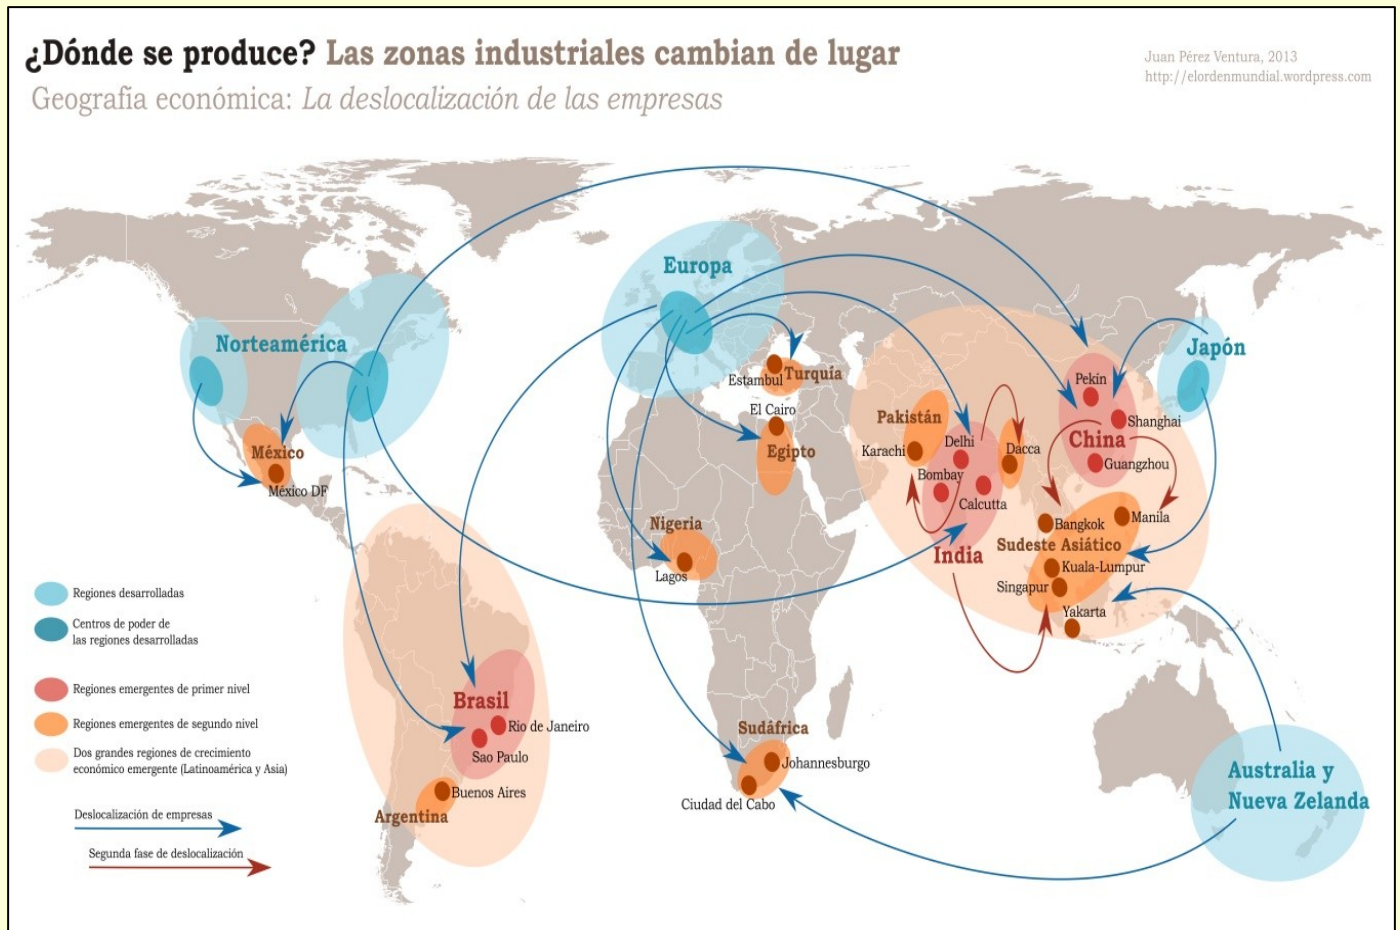 ¿Dónde se produce? Las zonas industriales cambian de lugar
Geografía económica: La deslocalización de las empresas
Juan Pérez Ventura, 2013
http://elordenmundial.wordpress.com
Norteamérica
México
México DF
Europa
Estambul
Turquía
El Cairo
Egipto
Nigeria
Lagos
Sudáfrica
Johannesburgo
Ciudad del Cabo
Brasil
Río de Janeiro
Sao Paulo
Buenos Aires
Argentina
Pakistán
Karachi
Delhi
Bombay
Calcutta
India
Dacca
Pekín
Shanghai
China
Guangzhou
Japón
Bangkok
Manila
Sudeste Asiático
Kuala-Lumpur
Singapur
Yakarta
Australia y
Nueva Zelanda
Regiones desarrolladas
Centros de poder de
las regiones desarrolladas
Regiones emergentes de primer nivel
Regiones emergentes de segundo nivel
Dos grandes regiones de crecimiento
económico emergente (Latinoamérica y Asia)
Deslocalización de empresas
Segunda fase de deslocalización